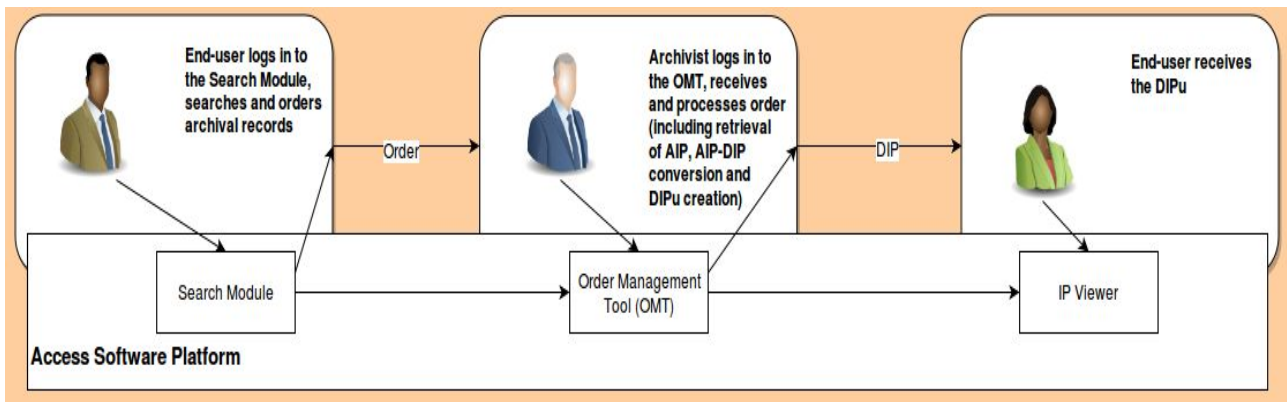 End-user logs in to
the Search Module,
searches and orders
archival records
Order
Archivist logs in to
the OMT, receives
and processes order
(including retrieval
of AIP, AIP-DIP
conversion and
DIPu creation)
DIP
End-user receives
the DIPu
Search Module
Order Management
Tool (OMT)
IP Viewer
Access Software Platform